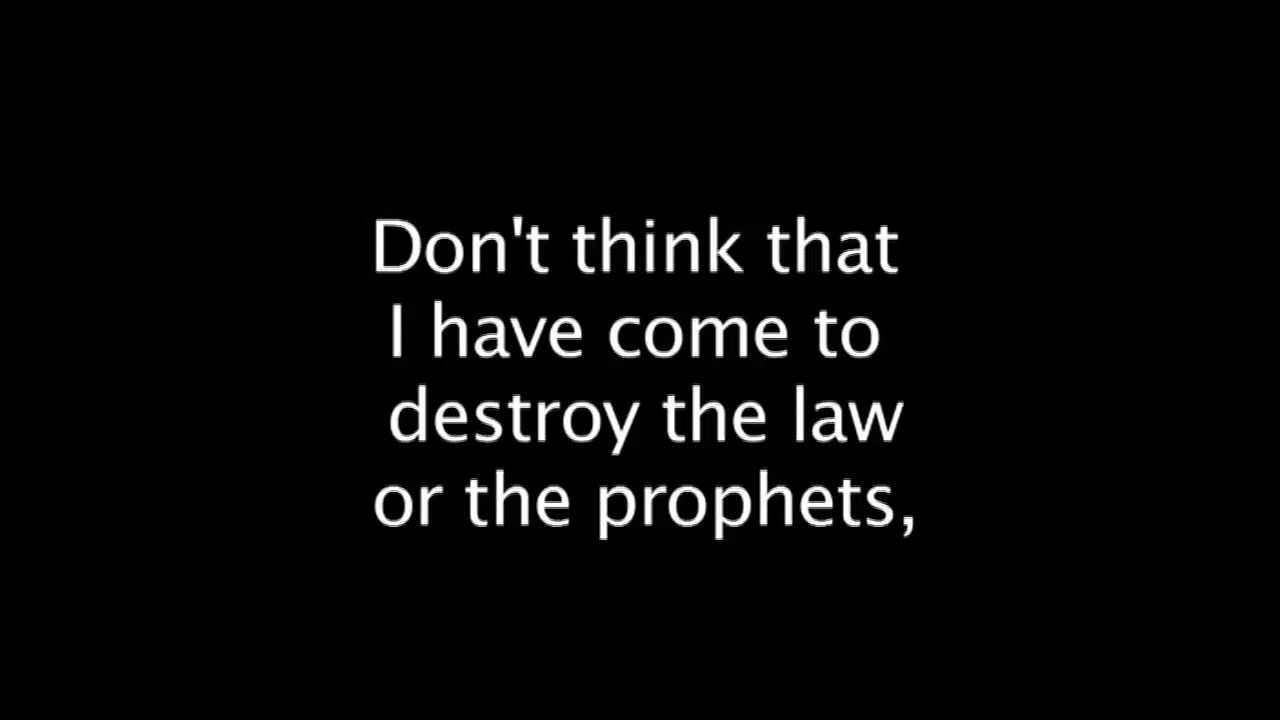 Don't think that
I have come to
destroy the law
or the prophets,